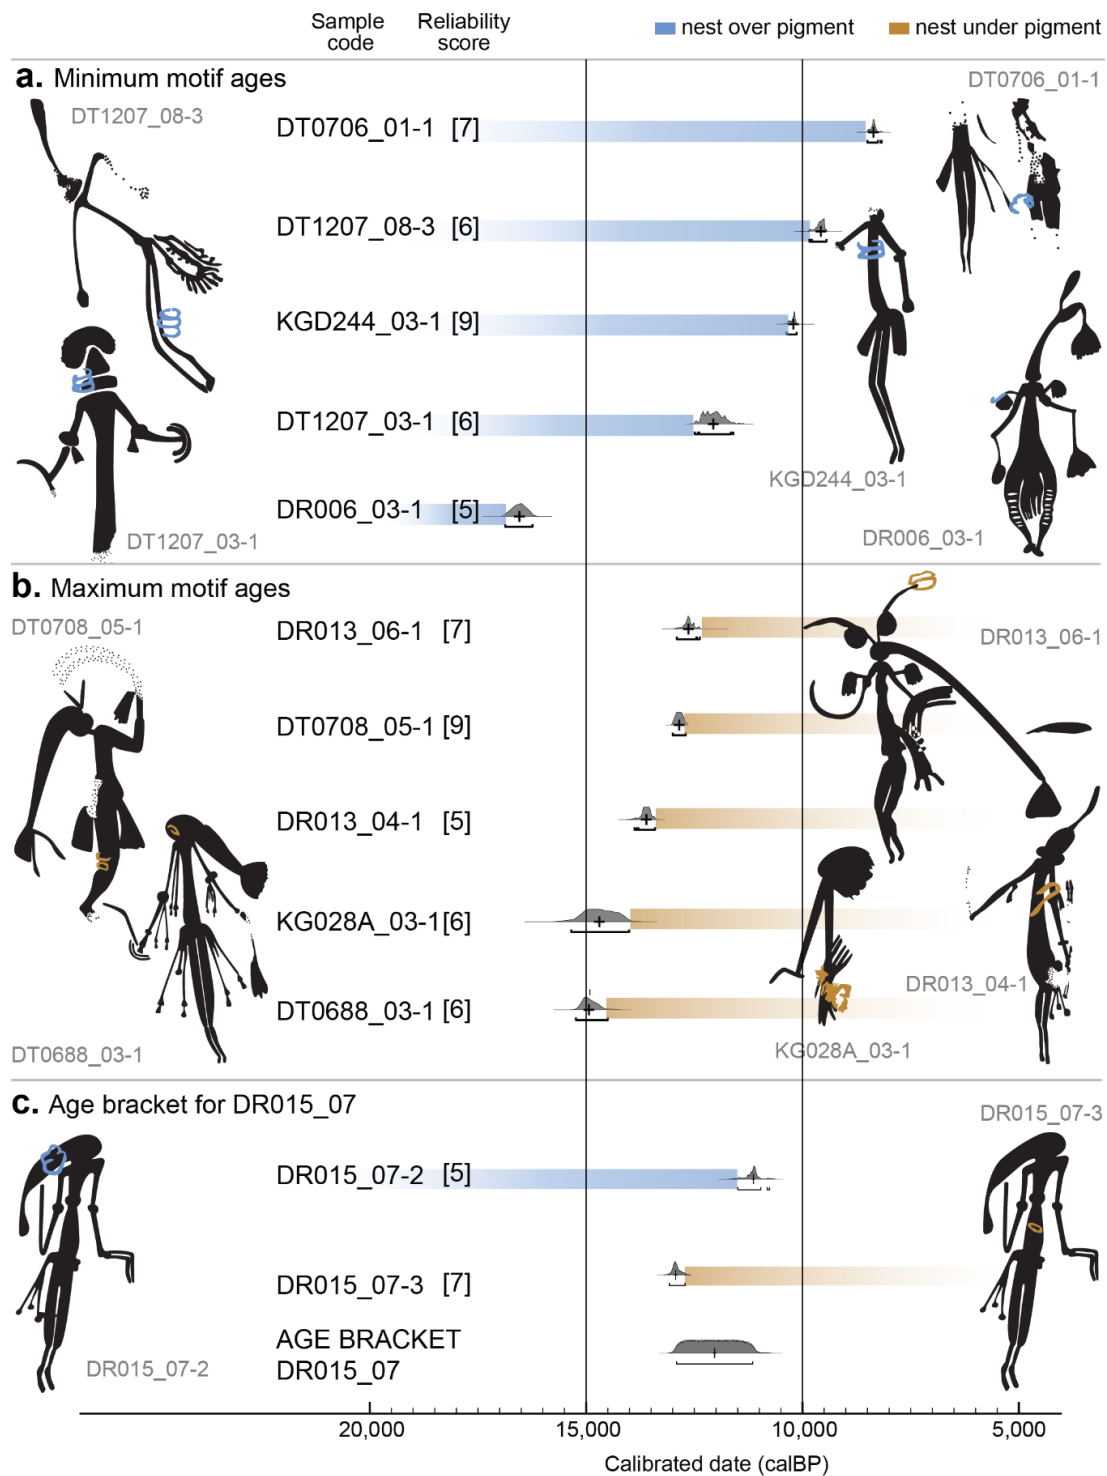 Sample code
Reliability score
nest over pigment
nest under pigment
a. Minimum motif ages
DT0706_01-1
DT1207_08-3
DT0706_01-1 [7]
DT1207_08-3 [6]
KGD244_03-1 [9]
DT1207_03-1 [6]
KGD244_03-1
DR006_03-1 [5]
DT1207_03-1
DR006_03-1
b. Maximum motif ages
DT0708_05-1
DR013_06-1 [7]
DR013_06-1
DT0708_05-1 [9]
DR013_04-1 [5]
KG028A_03-1 [6]
DR013_04-1
DT0688_03-1 [6]
DT0688_03-1
KG028A_03-1
c. Age bracket for DR015_07
DR015_07-3
DR015_07-2 [5]
DR015_07-3 [7]
AGE BRACKET
DR015_07
DR015_07-2
20,000 15,000 10,000 5,000
Calibrated date (calBP)